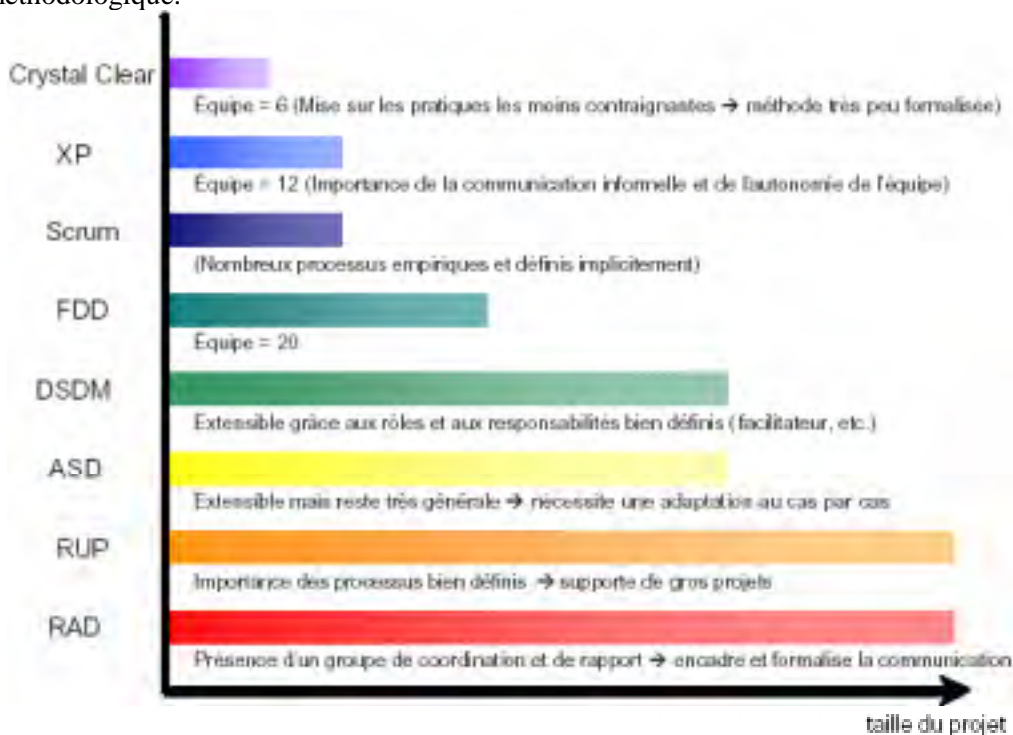 méthodologique.
Crystal Clear
Equipe = 6 (Mise sur les pratiques les moins contraignantes → méthode très peu formalisée)
XP
Equipe = 12 (Importance de la communication informelle et de l'autonomie de l'équipe)
Scrum
(Nombreux processus empiriques et définis implicitement)
FDD
Equipe = 20
DSDM
Extensible grâce aux rôles et aux responsabilités bien définis (facilitateur, etc.)
ASD
Extensible mais reste très générale → nécessite une adaptation au cas par cas
RUP
Importance des processus bien définis → supporte de gros projets
RAD
Présence d'un groupe de coordination et de rapport → encadre et formalise la communication
taille du projet